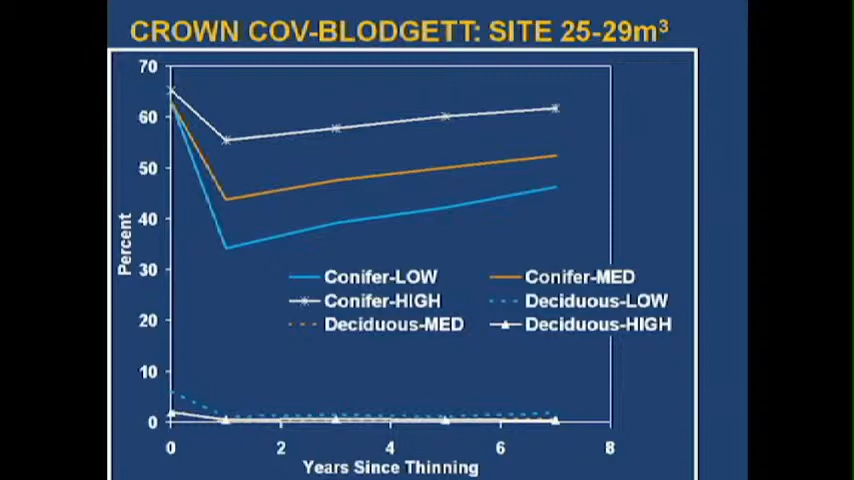 CROWN COV-BLODGETT: SITE 25-29m³
70
60
50
40
30
20
10
0
Percent
Conifer-LOW
Conifer-MED
Conifer-HIGH
Deciduous-LOW
Deciduous-MED
Deciduous-HIGH
0 2 4 6 8
Years Since Thinning